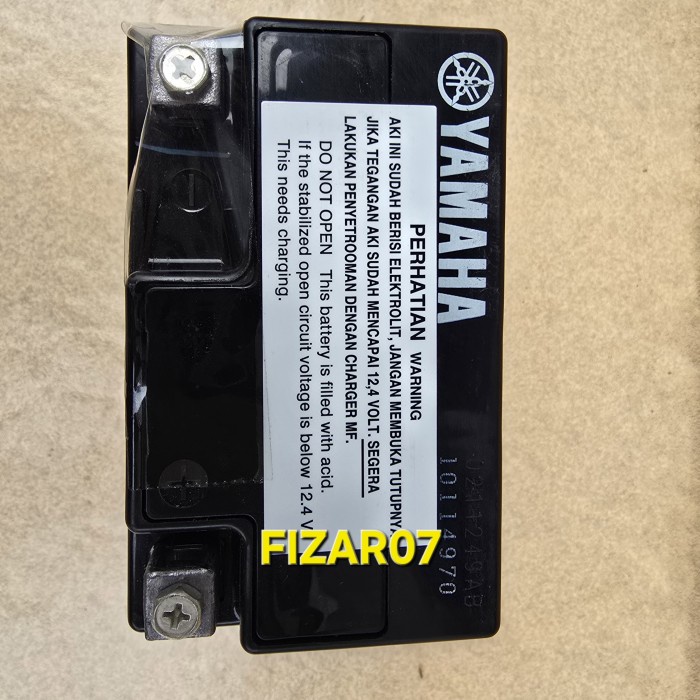 YAMAHA
PERHATIAN WARNING
AKI INI SUDAH BERISI ELEKTROLIT, JANGAN MEMBUKA TUTUPNYA
JIKA TEGANGAN AKI SUDAH MENCAPAI 12,4 VOLT. SEGERA
LAKUKAN PENYETROOMAN DENGAN CHARGER MF.
DO NOT OPEN This battery is filled with acid.
If the stabilized open circuit voltage is below 12.4 V
This needs charging.
10114970
FIZAR07